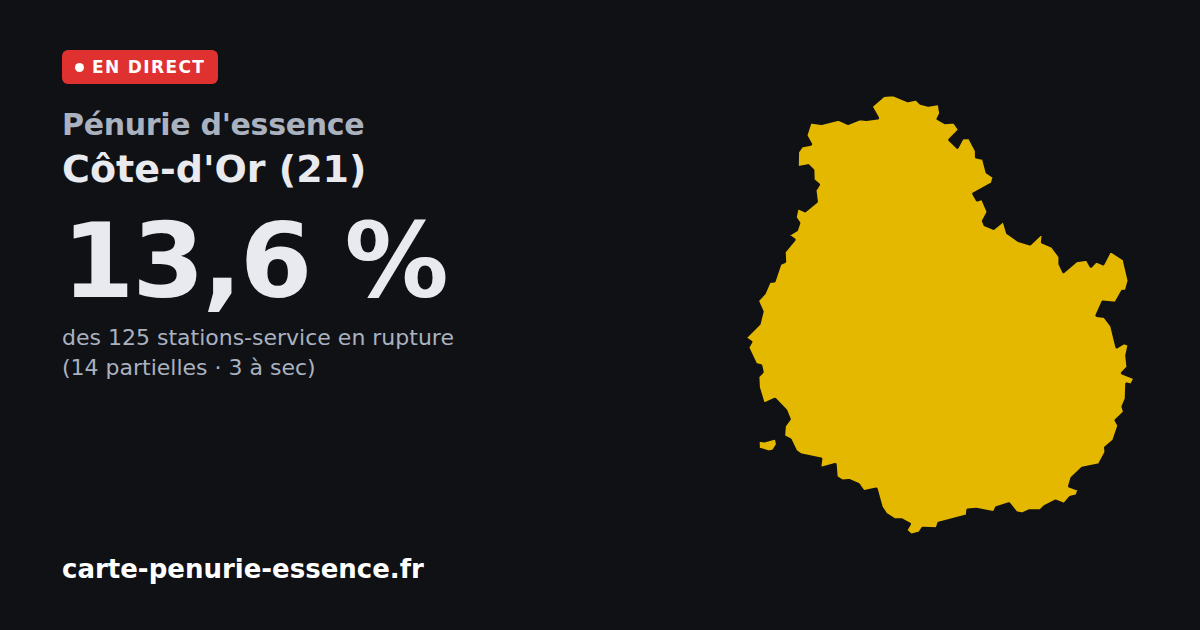 EN DIRECT
Pénurie d'essence
Côte-d'Or (21)
13,6 %
des 125 stations-service en rupture
(14 partielles · 3 à sec)
carte-penurie-essence.fr